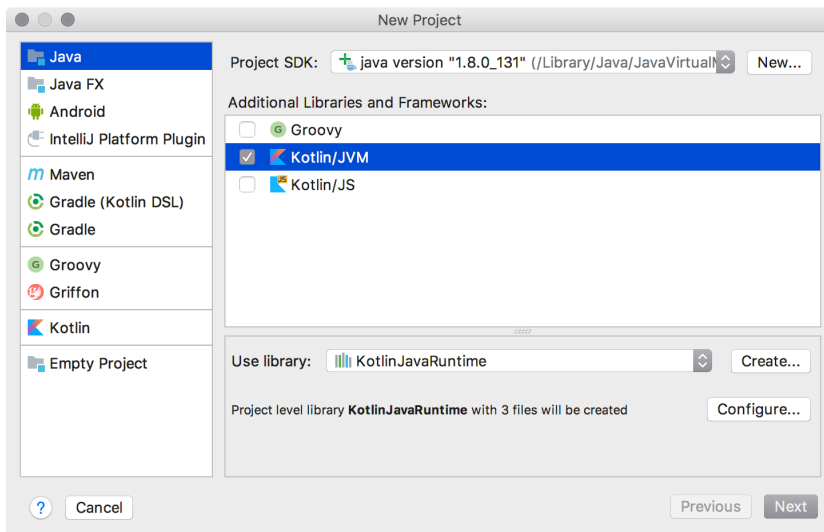 New Project
Java
Java FX
Android
IntelliJ Platform Plugin
Maven
Gradle (Kotlin DSL)
Gradle
Groovy
Griffon
Kotlin
Empty Project
Project SDK: java version "1.8.0_131" (/Library/Java/JavaVirtual New...
Additional Libraries and Frameworks:
Groovy
Kotlin/JVM
Kotlin/JS
Use library: KotlinJavaRuntime Create...
Project level library KotlinJavaRuntime with 3 files will be created Configure...
? Cancel Previous Next